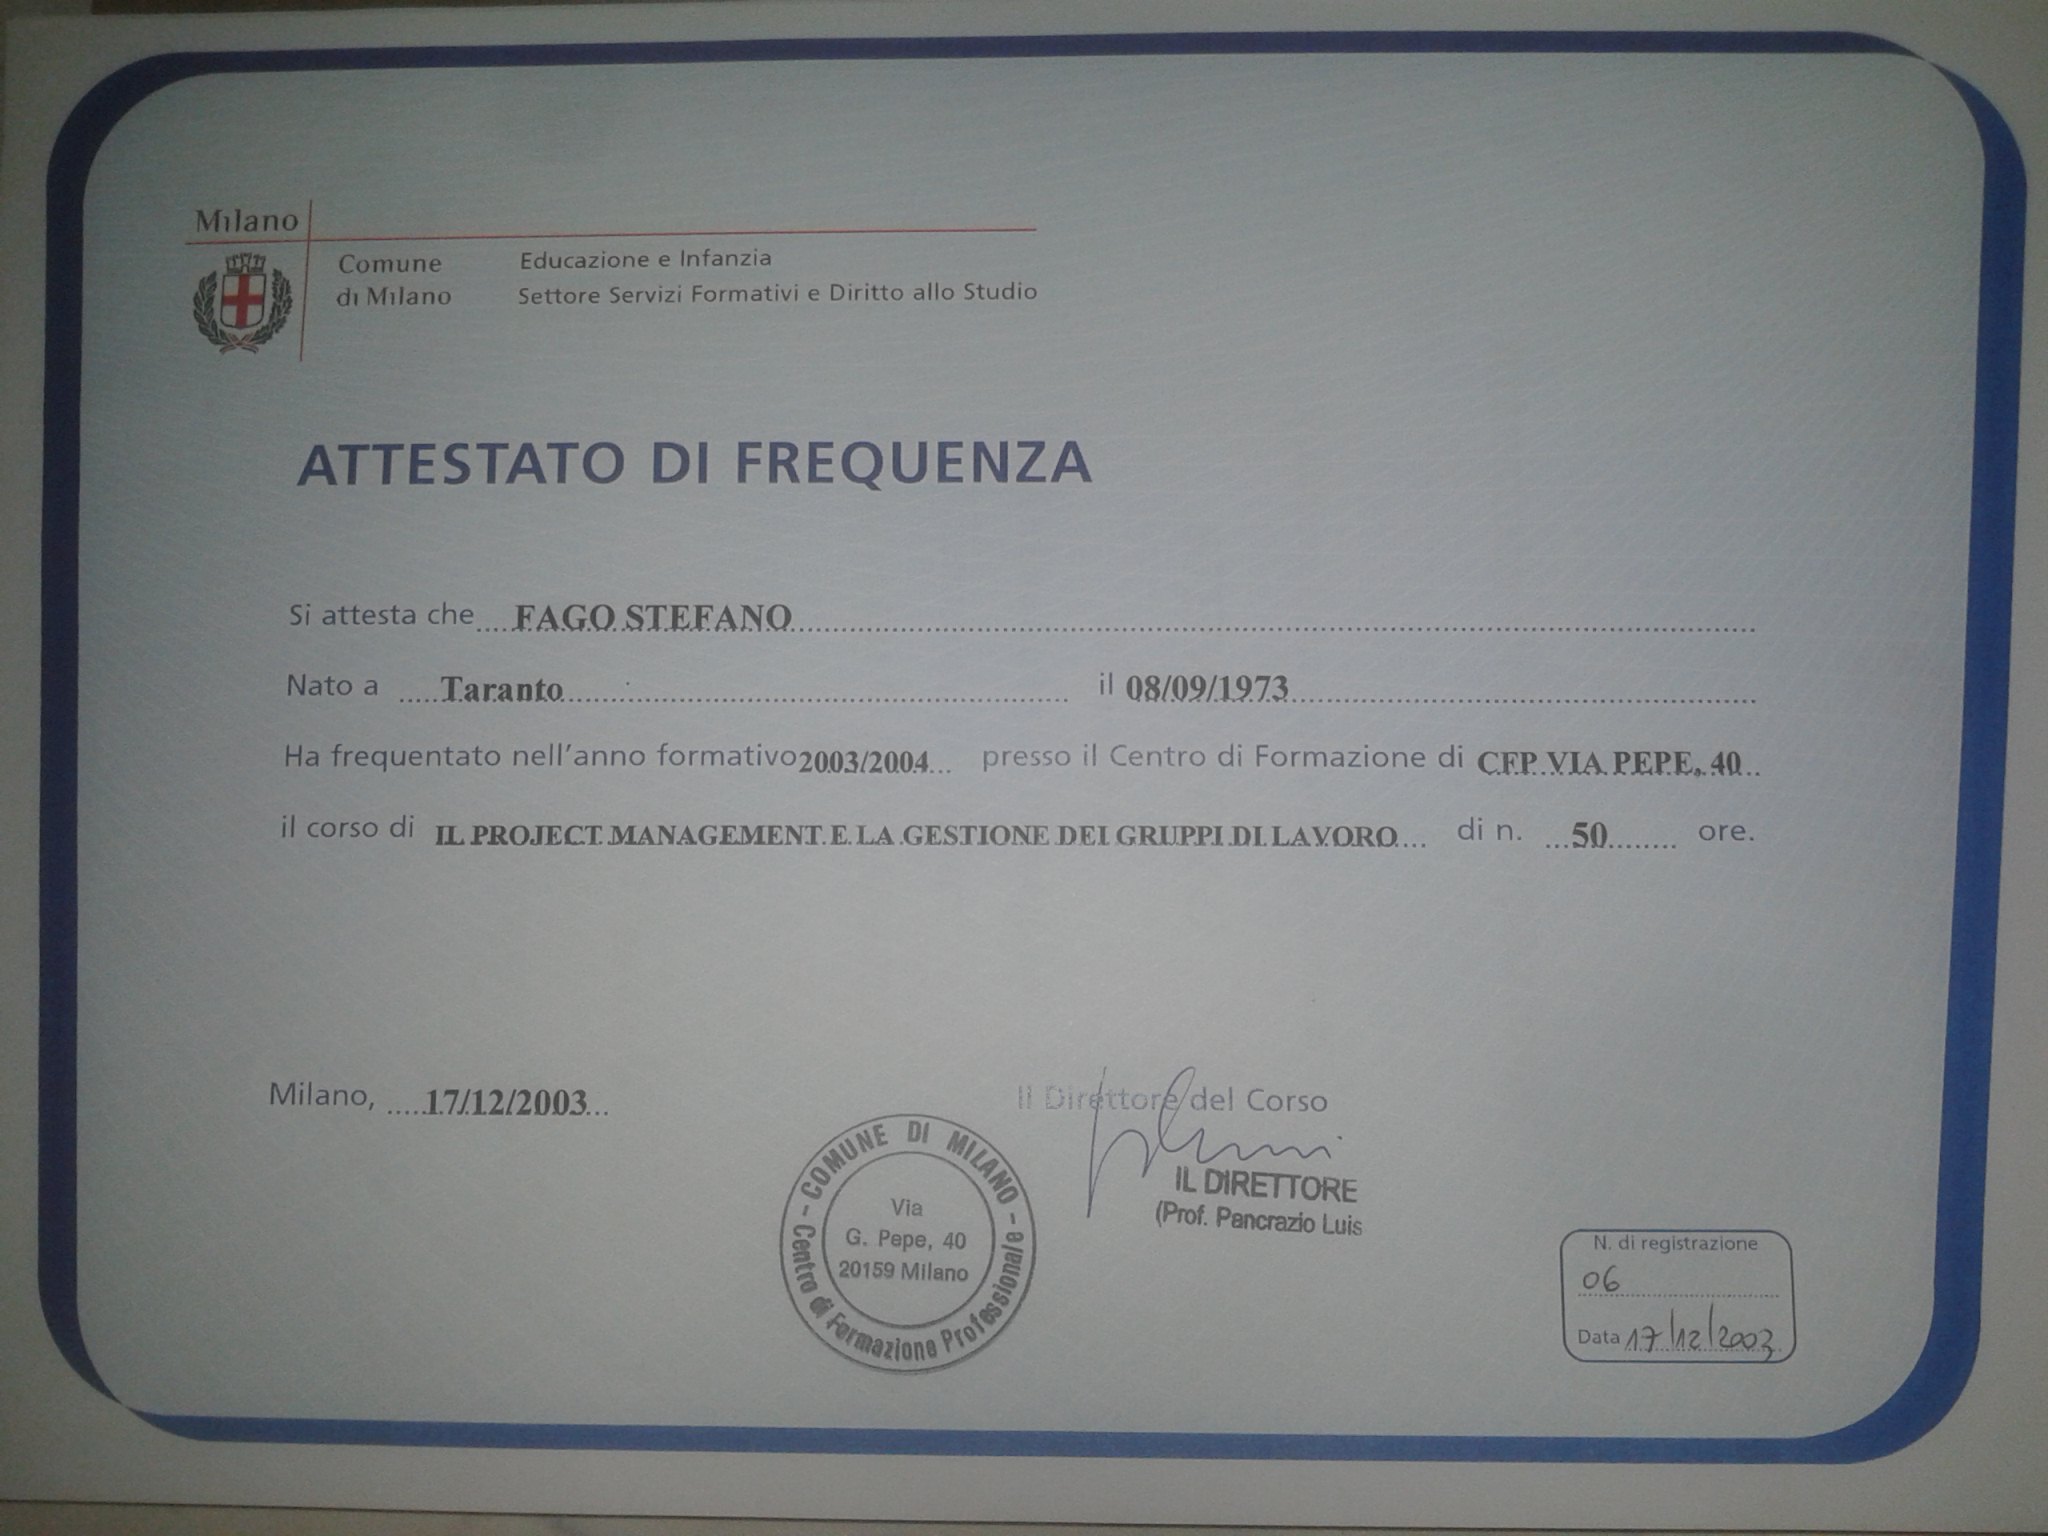 Milano
Comune
di Milano
Educazione e Infanzia
Settore Servizi Formativi e Diritto allo Studio
ATTESTATO DI FREQUENZA
Si attesta che FAGO STEFANO
Nato a Taranto il 08/09/1973
Ha frequentato nell'anno formativo 2003/2004 presso il Centro di Formazione di CFP VIA PEPE, 40
il corso di IL PROJECT MANAGEMENT E LA GESTIONE DEI GRUPPI DI LAVORO di n. 50 ore.
Milano, 17/12/2003
Il Direttore del Corso
IL DIRETTORE
(Prof. Pancrazio Luis
- COMUNE DI MILANO -
Centro di Formazione Professionale
Via
G. Pepe, 40
20159 Milano
N. di registrazione
06
Data 17/12/2003